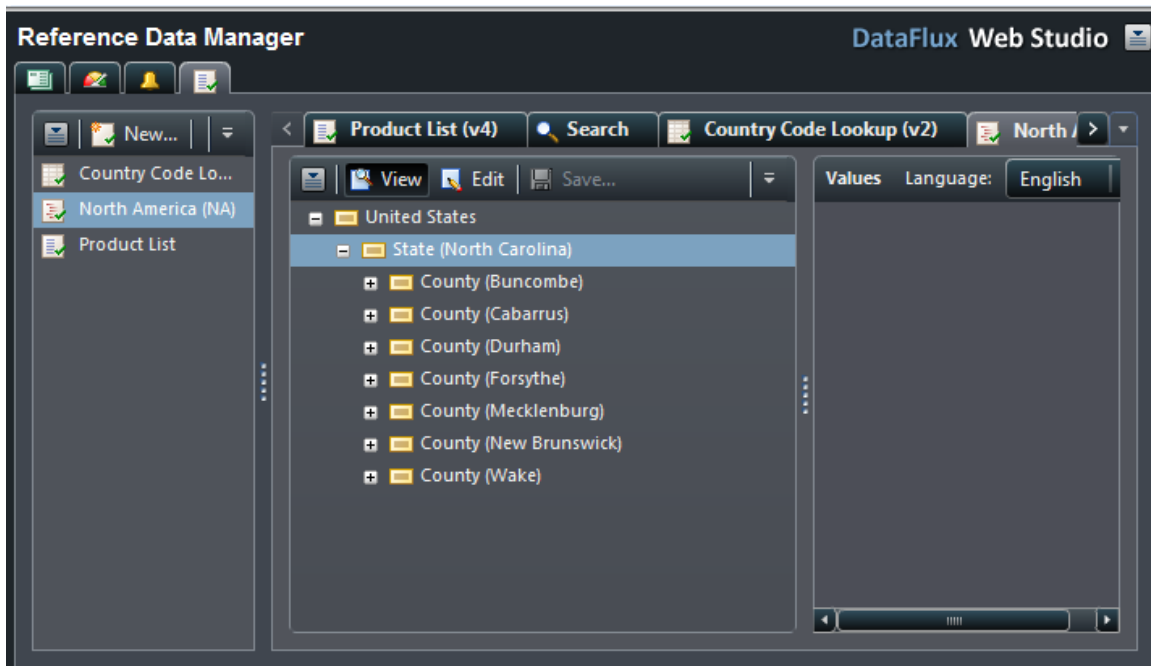 Reference Data Manager
DataFlux Web Studio
New...
Product List (v4)
Search
Country Code Lookup (v2)
North
Country Code Lo...
North America (NA)
Product List
View
Edit
Save...
Values
Language:
English
United States
State (North Carolina)
County (Buncombe)
County (Cabarrus)
County (Durham)
County (Forsythe)
County (Mecklenburg)
County (New Brunswick)
County (Wake)